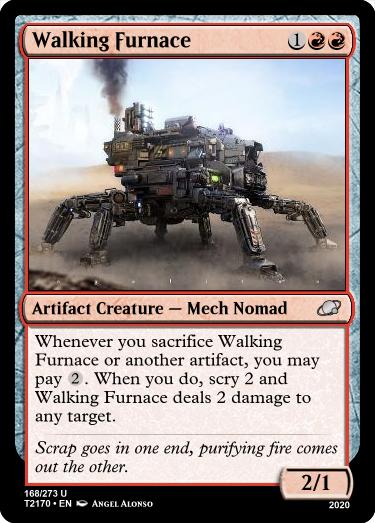 Walking Furnace 1
Artifact Creature — Mech Nomad
Whenever you sacrifice Walking
Furnace or another artifact, you may
pay 2. When you do, scry 2 and
Walking Furnace deals 2 damage to
any target.
Scrap goes in one end, purifying fire comes
out the other.
2/1
168/273 U
T2170 • EN ANGEL ALONSO
2020